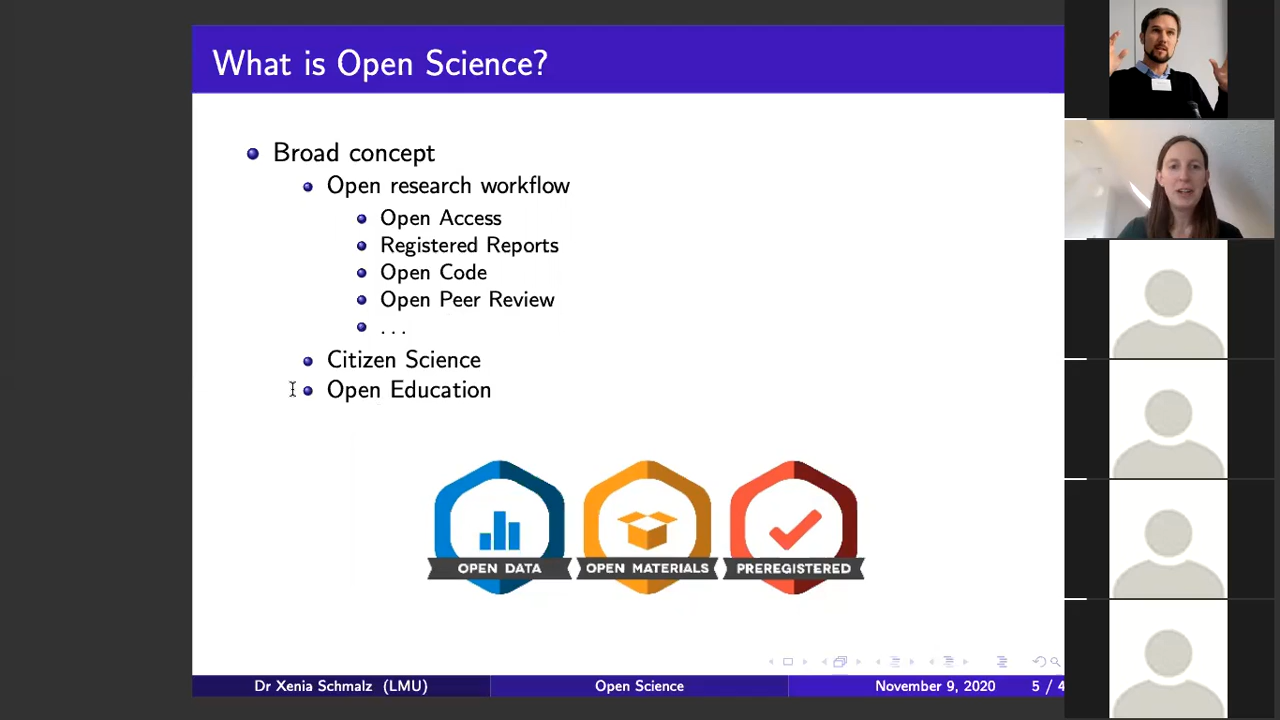 What is Open Science?
Broad concept
Open research workflow
Open Access
Registered Reports
Open Code
Open Peer Review
. . .
Citizen Science
Open Education
OPEN DATA
OPEN MATERIALS
PREREGISTERED
Dr Xenia Schmalz (LMU)
Open Science
November 9, 2020
5 / 4